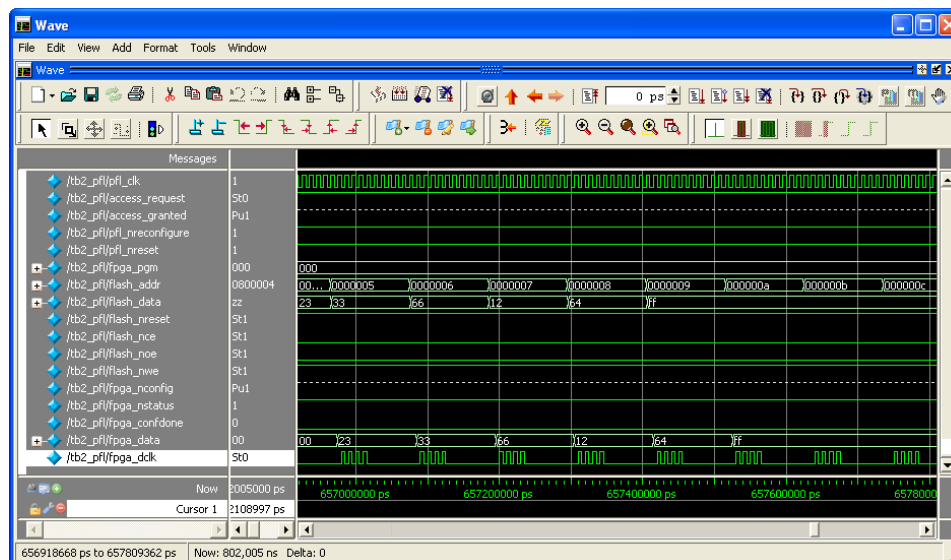 Wave
File Edit View Add Format Tools Window
Wave
0 ps
Messages
/tb2_pfl/pfl_clk 1
/tb2_pfl/access_request St0
/tb2_pfl/access_granted Pu1
/tb2_pfl/pfl_nreconfigure 1
/tb2_pfl/pfl_nreset 1
/tb2_pfl/fpga_pgm 000 000
/tb2_pfl/flash_addr 0800004 00... 0000005 0000006 0000007 0000008 0000009 000000a 000000b 000000c
/tb2_pfl/flash_data zz 23 33 66 12 64 ff
/tb2_pfl/flash_nreset St1
/tb2_pfl/flash_nce St1
/tb2_pfl/flash_noe St1
/tb2_pfl/flash_nwe St1
/tb2_pfl/fpga_nconfig Pu1
/tb2_pfl/fpga_nstatus 1
/tb2_pfl/fpga_confdone 0
/tb2_pfl/fpga_data 00 00 23 33 66 12 64 ff
/tb2_pfl/fpga_dclk St0
Now 2005000 ps 657000000 ps 657200000 ps 657400000 ps 657600000 ps 6578000
Cursor 1 2108997 ps
656918668 ps to 657809362 ps Now: 802,005 ns Delta: 0